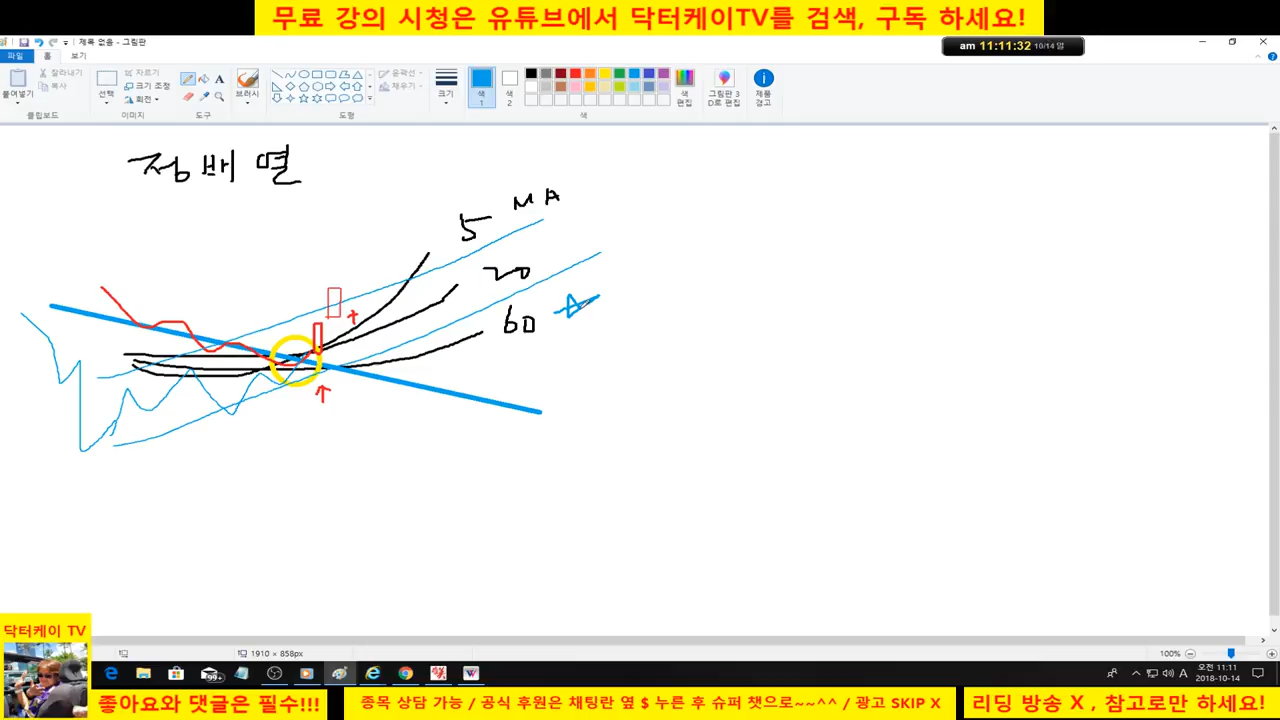 무료 강의 시청은 유튜브에서 닥터케이TV를 검색, 구독 하세요!
제목 없음 - 그림판
am 11:11:32 10/14 일
파일 홈 보기
붙여넣기
잘라내기
복사
클립보드
선택
자르기
크기 조정
회전
이미지
A
도구
브러시
윤곽선
채우기
도형
크기
색 1
색 2
색
색 편집
그림판 3D로 편집
제품 경고
정배열
5 MA
20
60
닥터케이 TV
1910 × 858px
100%
99+
A
오전 11:11
2018-10-14
좋아요와 댓글은 필수!!!
종목 상담 가능 / 공식 후원은 채팅란 옆 $ 누른 후 슈퍼 챗으로~~^^ / 광고 SKIP X
리딩 방송 X , 참고로만 하세요!